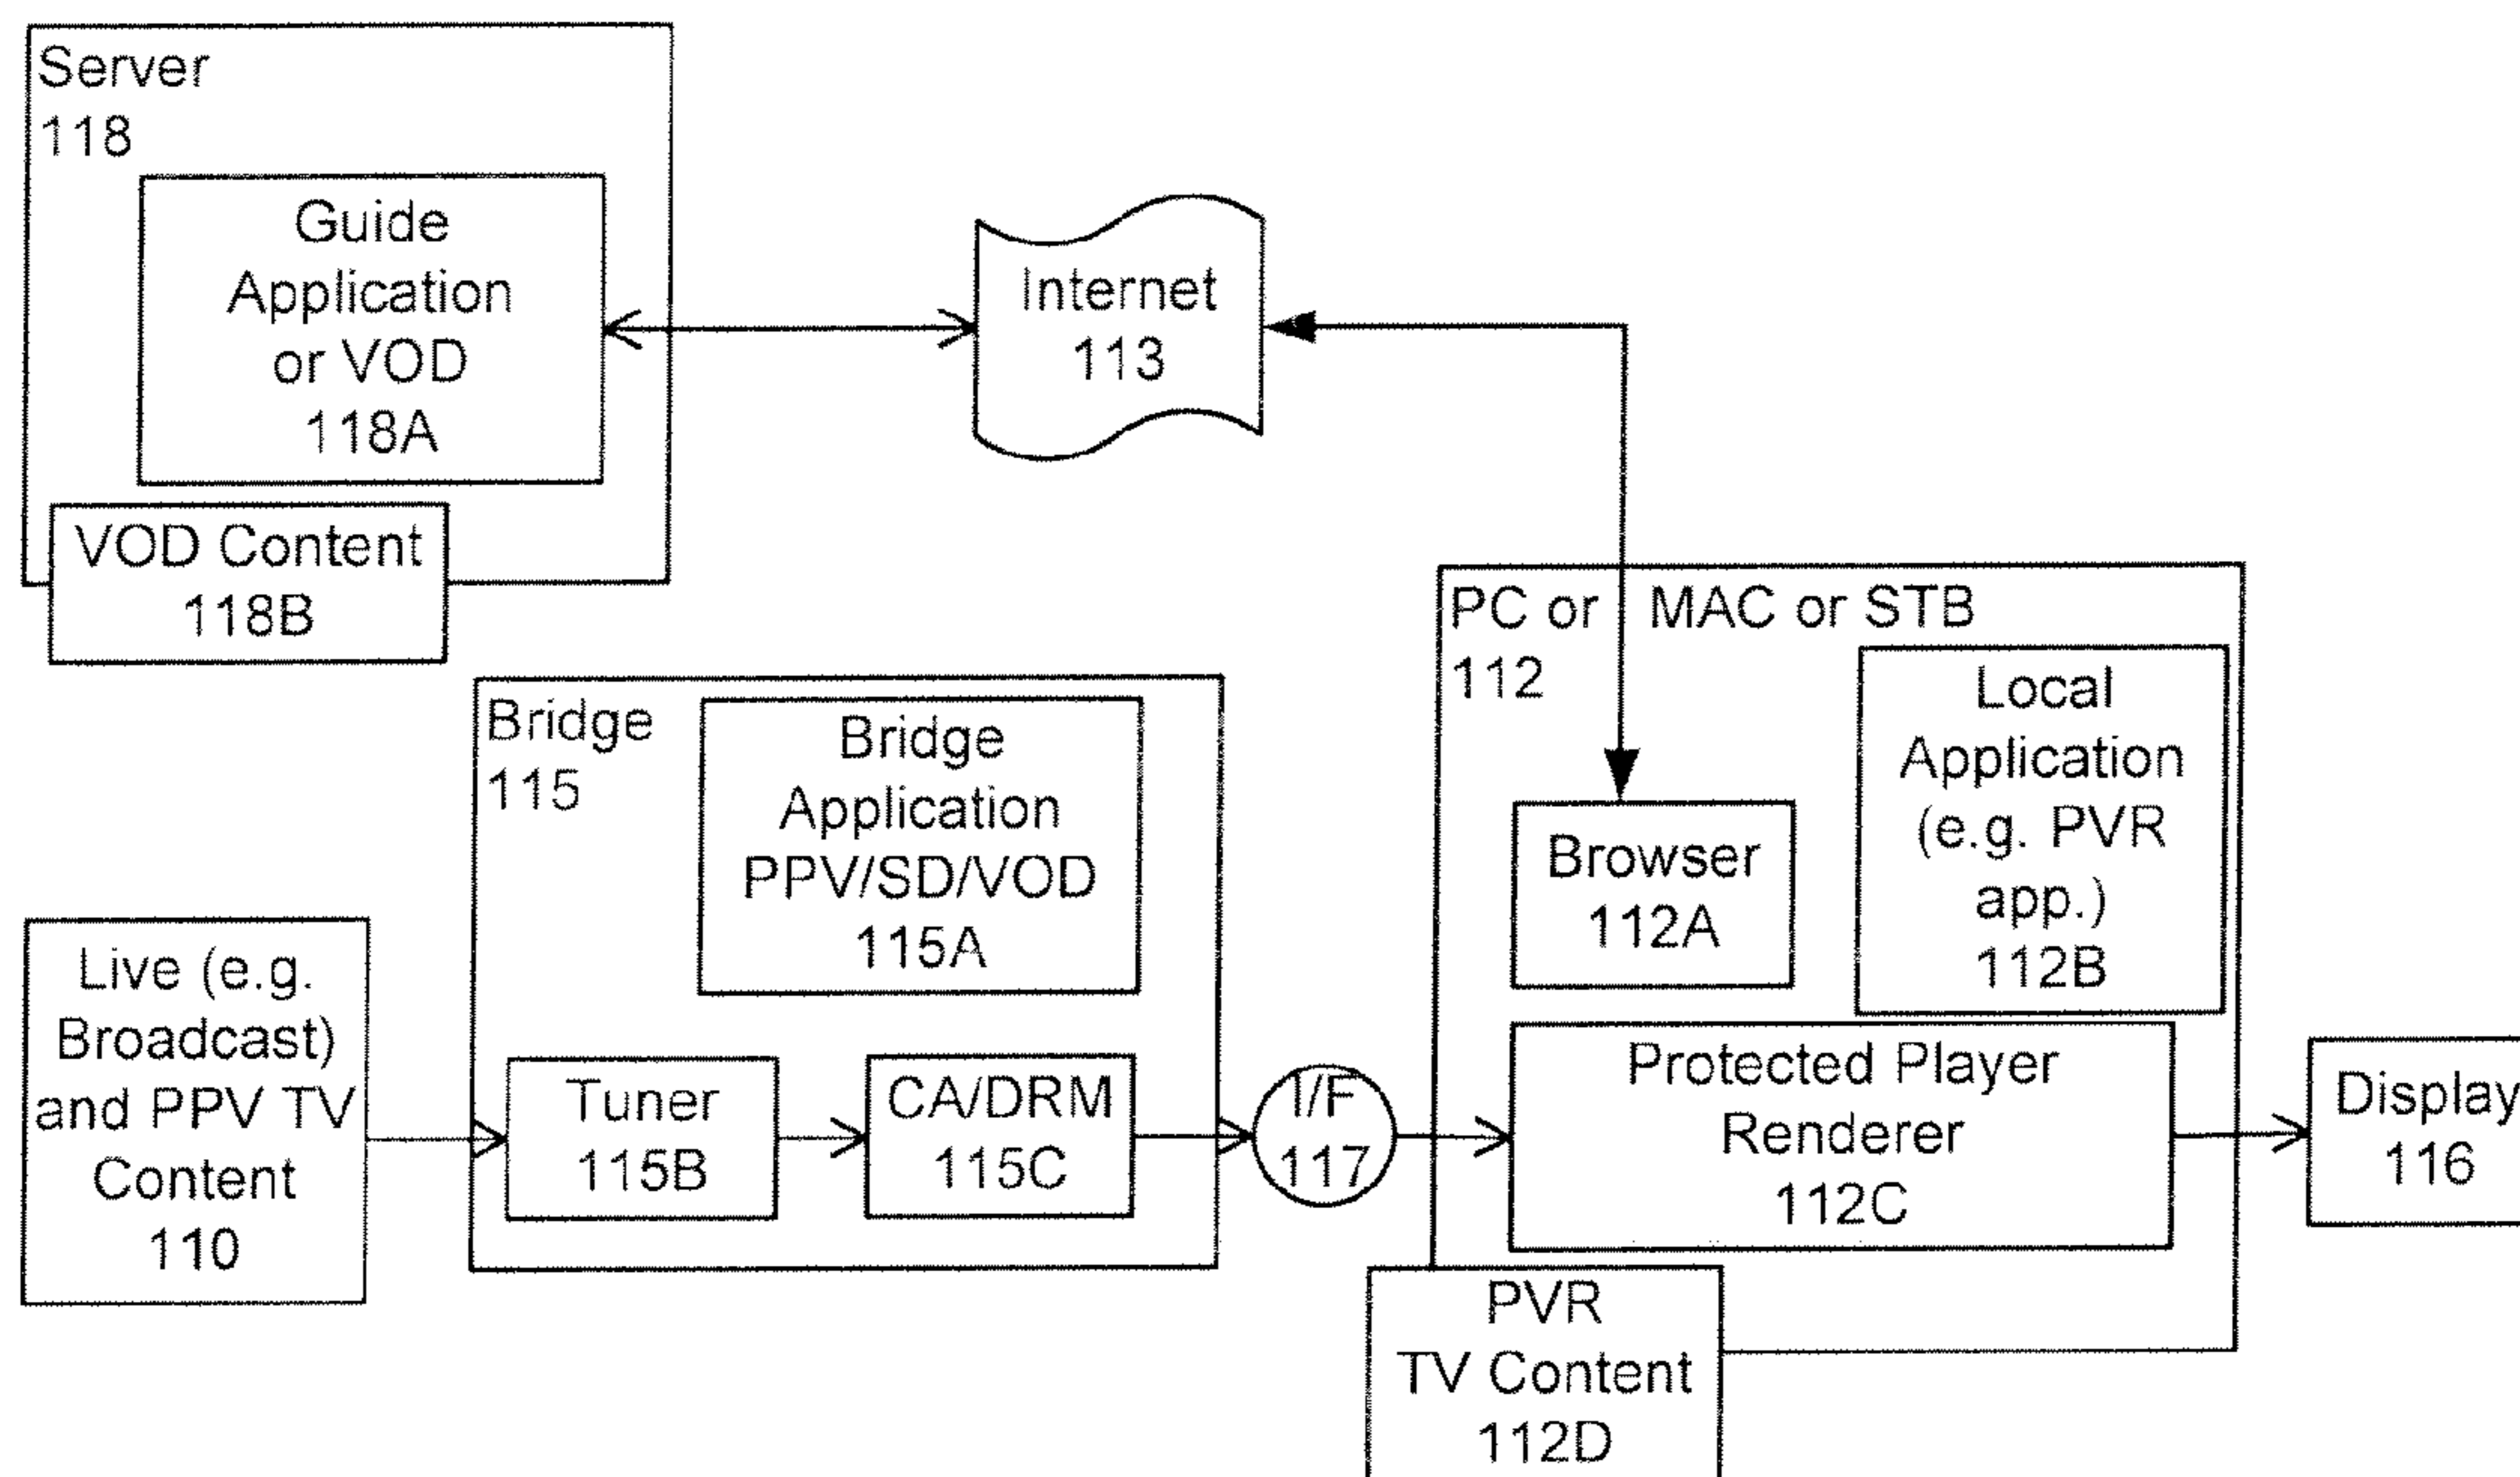 Server
118
Guide
Application
or VOD
118A
VOD Content
118B
Internet
113
PC or MAC or STB
112
Browser
112A
Local
Application
(e.g. PVR
app.)
112B
Bridge
115
Bridge
Application
PPV/SD/VOD
115A
Live (e.g.
Broadcast)
and PPV TV
Content
110
Tuner
115B
CA/DRM
115C
I/F
117
Protected Player
Renderer
112C
Display
116
PVR
TV Content
112D